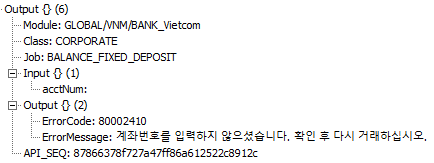 Output {} (6)
Module: GLOBAL/VNM/BANK_Vietcom
Class: CORPORATE
Job: BALANCE_FIXED_DEPOSIT
Input {} (1)
acctNum:
Output {} (2)
ErrorCode: 80002410
ErrorMessage: 계좌번호를 입력하지 않으셨습니다. 확인 후 다시 거래하십시오.
API_SEQ: 87866378f727a47ff86a612522c8912c